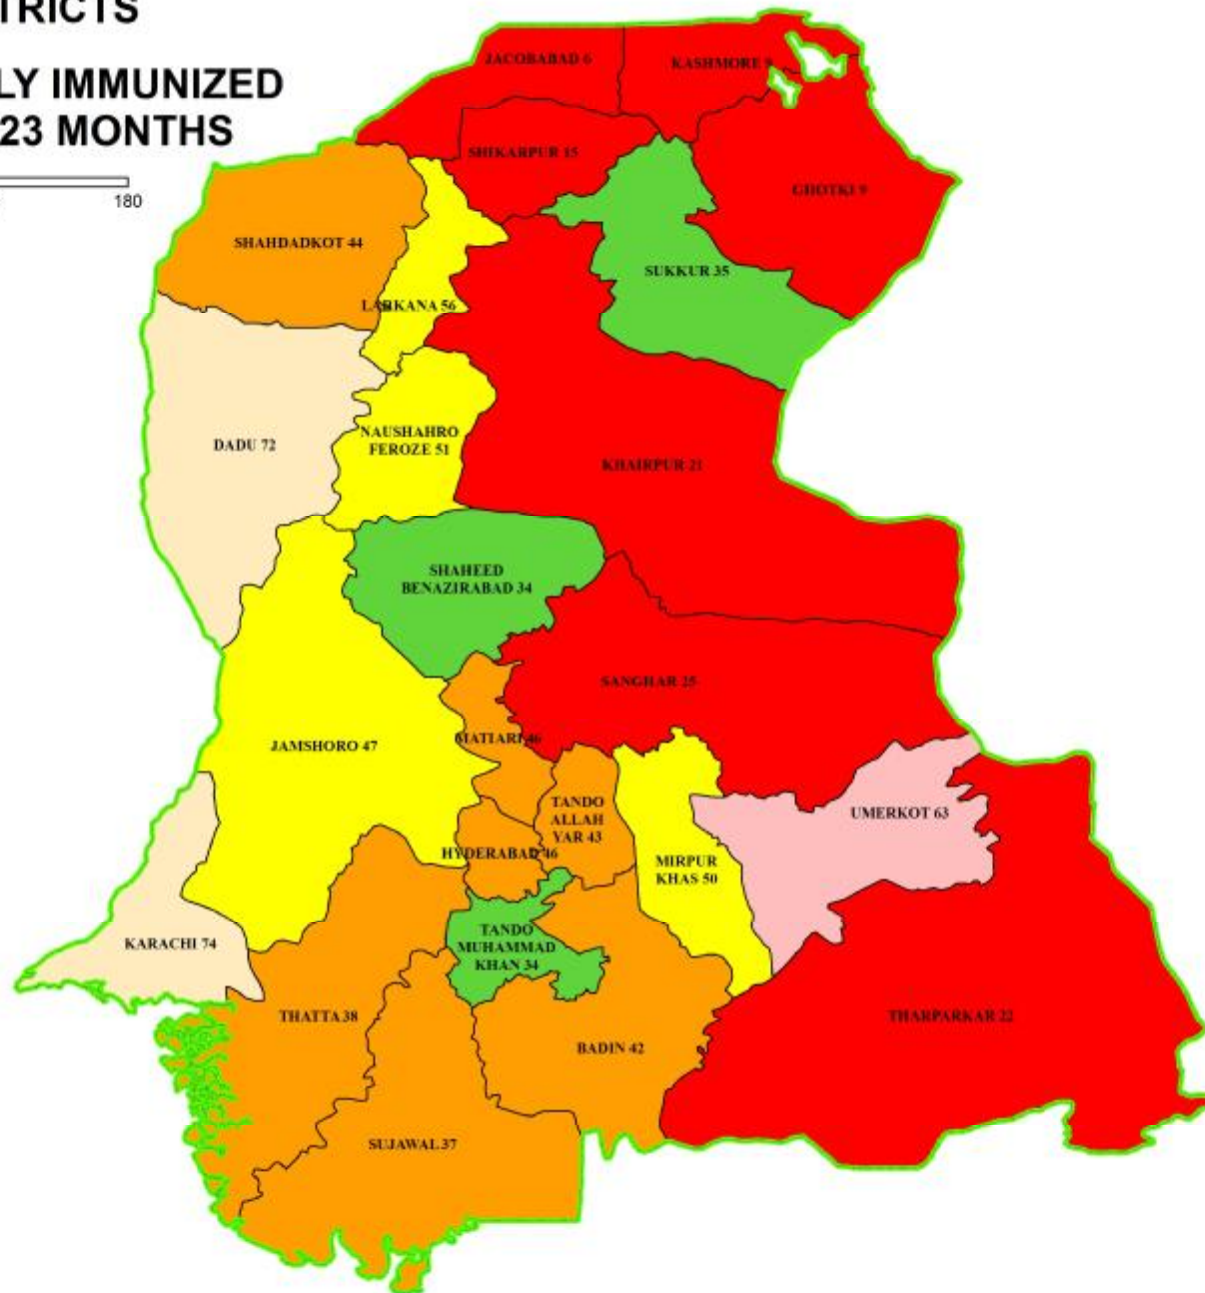 TRICTS
LY IMMUNIZED
23 MONTHS
180
JACOBABAD 6
KASHMORE 9
SHIKARPUR 15
GHOTKI 9
SHAHDADKOT 44
SUKKUR 35
LARKANA 56
DADU 72
NAUSHAHRO
FEROZE 51
KHAIRPUR 21
SHAHEED
BENAZIRABAD 34
SANGHAR 25
JAMSHORO 47
MATIARI 46
TANDO
ALLAH
YAR 43
UMERKOT 63
HYDERABAD 46
MIRPUR
KHAS 50
KARACHI 74
TANDO
MUHAMMAD
KHAN 34
THATTA 38
BADIN 42
THARPARKAR 22
SUJAWAL 37